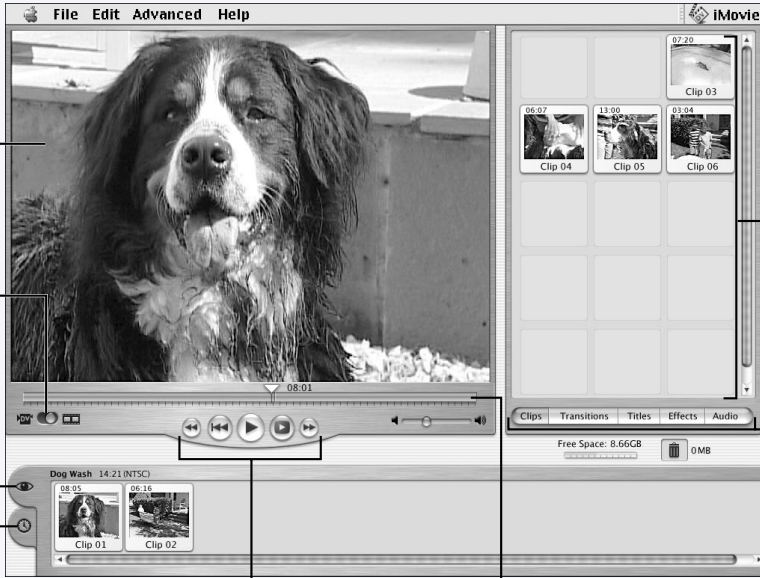 File Edit Advanced Help iMovie
07:20
Clip 03
06:07 13:00 03:04
Clip 04 Clip 05 Clip 06
08:01
DV
Clips Transitions Titles Effects Audio
Free Space: 8.66GB 0MB
Dog Wash 14:21 (NTSC)
08:05 06:16
Clip 01 Clip 02